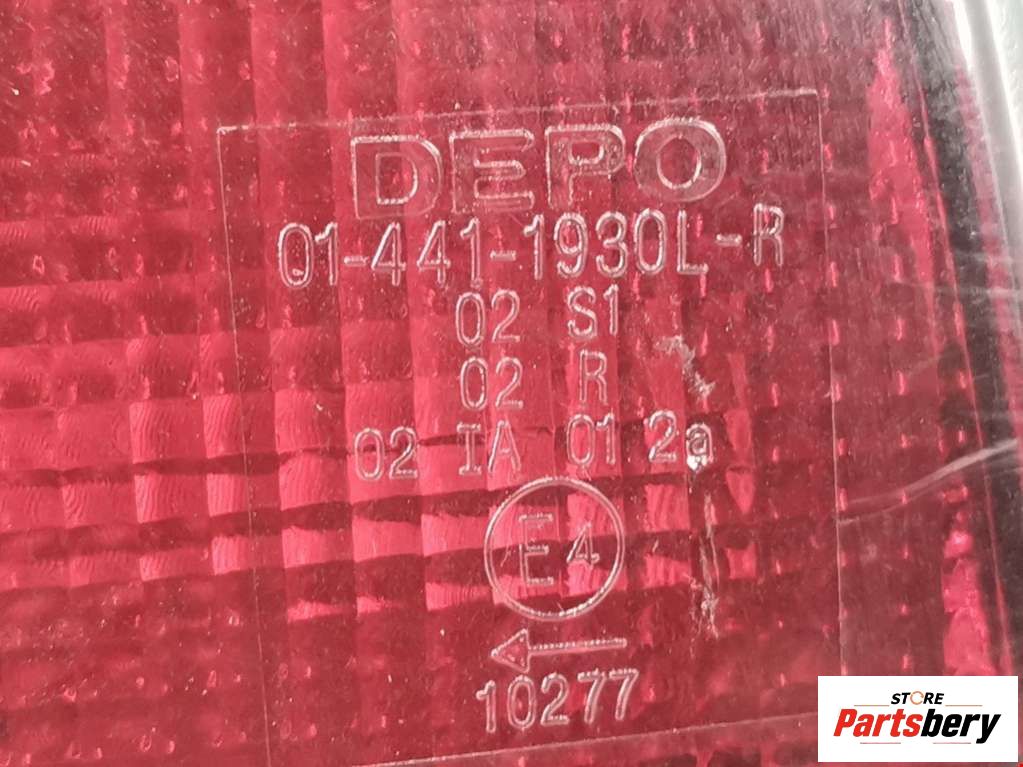 DEPO
01-441-1930L-R
02 S1
02 R
02 IA 01 2a
E4
10277
STORE
Partsbery